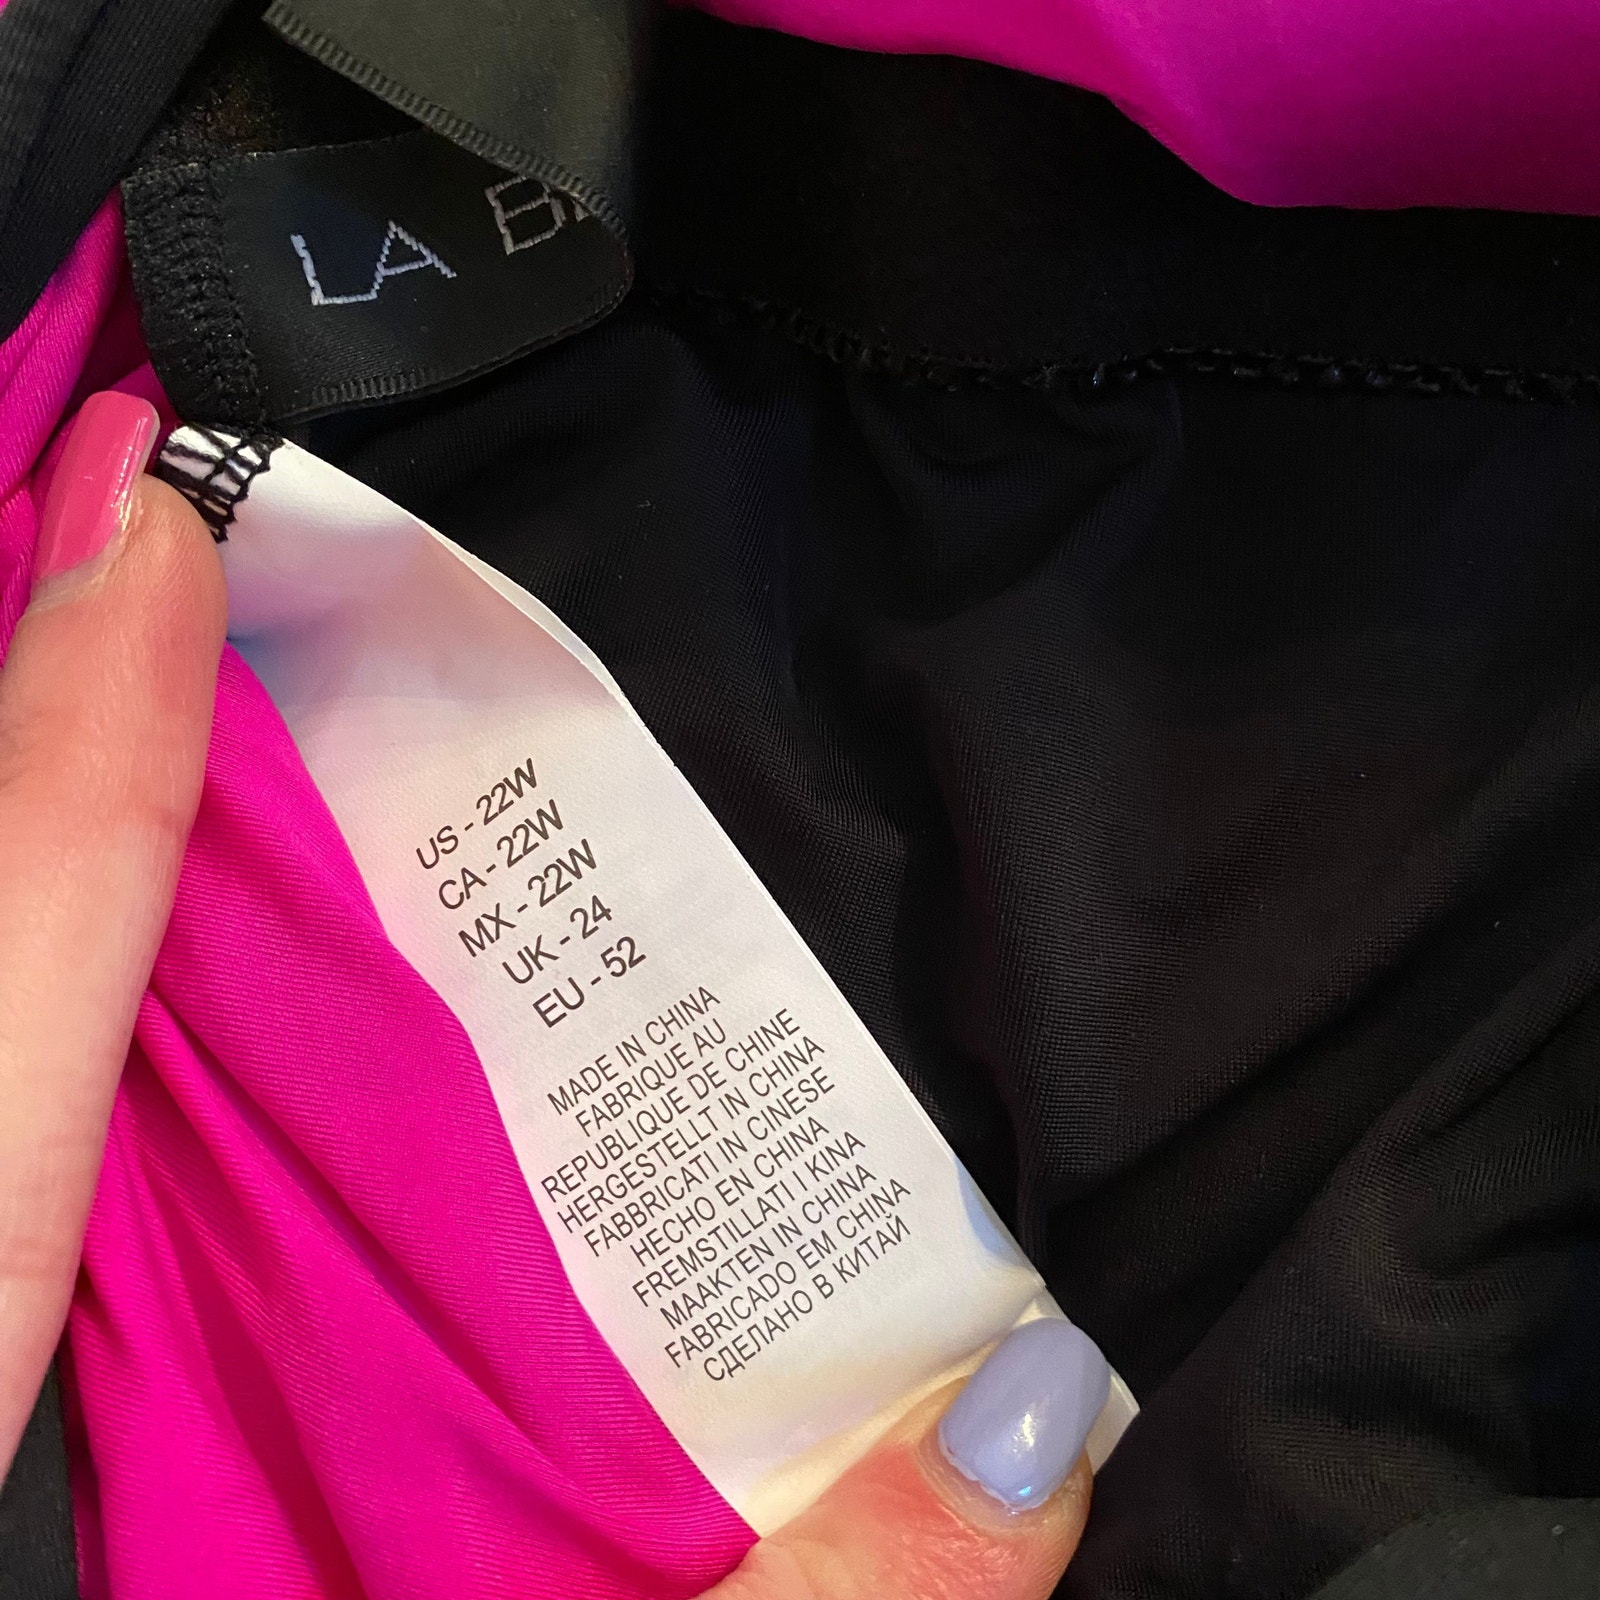 LA B
US - 22W
CA - 22W
MX - 22W
UK - 24
EU - 52
MADE IN CHINA
FABRIQUE AU
REPUBLIQUE DE CHINE
HERGESTELLT IN CHINA
FABBRICATI IN CINESE
HECHO EN CHINA
FREMSTILLATI I KINA
MAAKTEN IN CHINA
FABRICADO EM CHINA
СДЕЛАНО В КИТАЙ